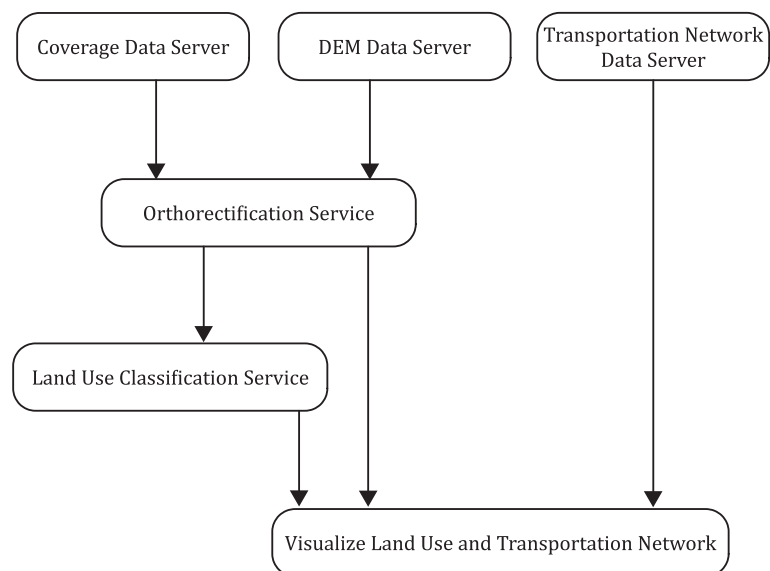 Coverage Data Server
DEM Data Server
Transportation Network
Data Server
Orthorectification Service
Land Use Classification Service
Visualize Land Use and Transportation Network